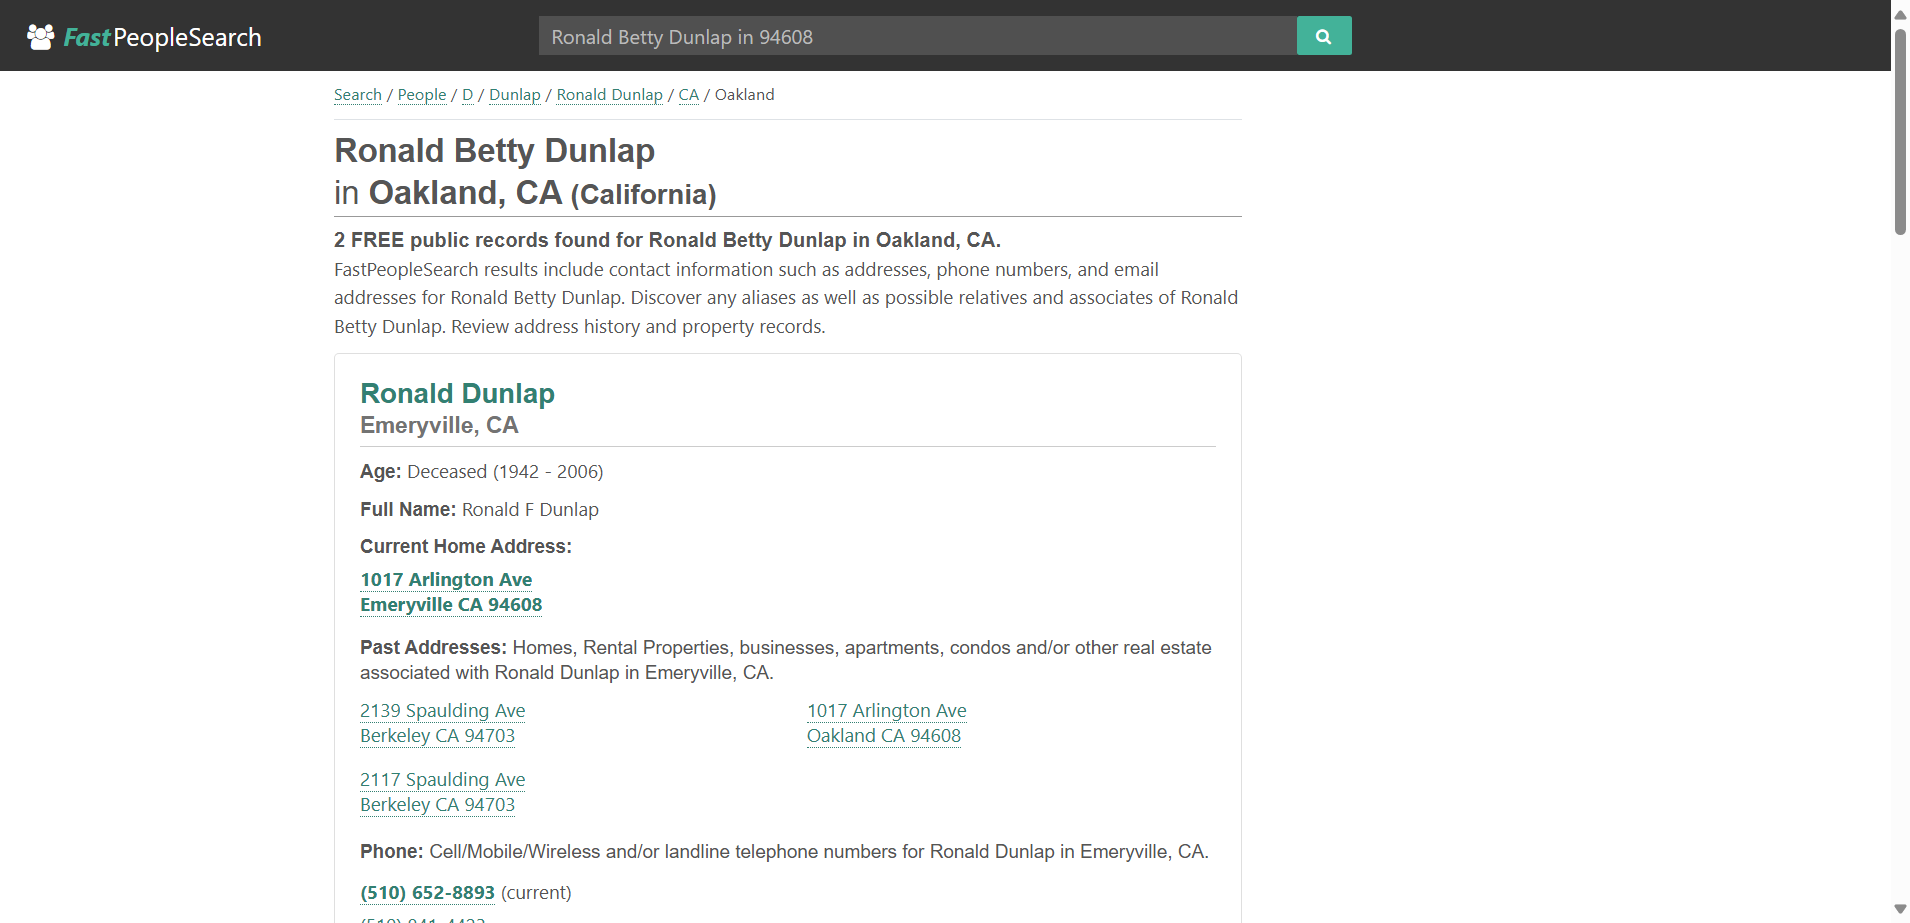 FastPeopleSearch
Ronald Betty Dunlap in 94608
Search / People / D / Dunlap / Ronald Dunlap / CA / Oakland
Ronald Betty Dunlap
in Oakland, CA (California)
2 FREE public records found for Ronald Betty Dunlap in Oakland, CA.
FastPeopleSearch results include contact information such as addresses, phone numbers, and email
addresses for Ronald Betty Dunlap. Discover any aliases as well as possible relatives and associates of Ronald
Betty Dunlap. Review address history and property records.
Ronald Dunlap
Emeryville, CA
Age: Deceased (1942 - 2006)
Full Name: Ronald F Dunlap
Current Home Address:
1017 Arlington Ave
Emeryville CA 94608
Past Addresses: Homes, Rental Properties, businesses, apartments, condos and/or other real estate
associated with Ronald Dunlap in Emeryville, CA.
2139 Spaulding Ave
Berkeley CA 94703
1017 Arlington Ave
Oakland CA 94608
2117 Spaulding Ave
Berkeley CA 94703
Phone: Cell/Mobile/Wireless and/or landline telephone numbers for Ronald Dunlap in Emeryville, CA.
(510) 652-8893 (current)